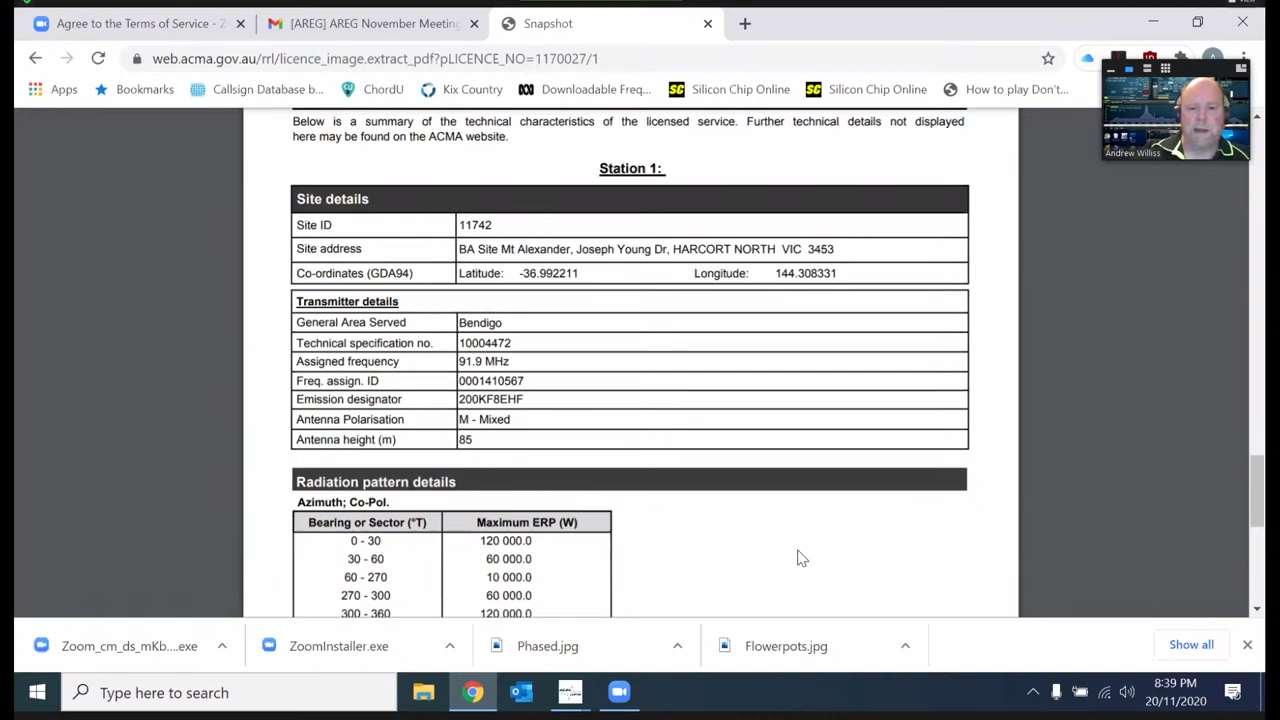 Agree to the Terms of Service - 2
[AREG] AREG November Meeting
Snapshot
web.acma.gov.au/rrl/licence_image.extract_pdf?pLICENCE_NO=1170027/1
Apps
Bookmarks
Callsign Database b...
ChordU
Kix Country
Downloadable Freq...
SC Silicon Chip Online
SC Silicon Chip Online
How to play Don't...
Andrew Williss
Below is a summary of the technical characteristics of the licensed service. Further technical details not displayed
here may be found on the ACMA website.
Station 1:
Site details
Site ID 11742
Site address BA Site Mt Alexander, Joseph Young Dr, HARCORT NORTH VIC 3453
Co-ordinates (GDA94) Latitude: -36.992211 Longitude: 144.308331
Transmitter details
General Area Served Bendigo
Technical specification no. 10004472
Assigned frequency 91.9 MHz
Freq. assign. ID 0001410567
Emission designator 200KF8EHF
Antenna Polarisation M - Mixed
Antenna height (m) 85
Radiation pattern details
Azimuth; Co-Pol.
Bearing or Sector (°T) Maximum ERP (W)
0 - 30 120 000.0
30 - 60 60 000.0
60 - 270 10 000.0
270 - 300 60 000.0
300 - 360 120 000.0
Zoom_cm_ds_mKb....exe
ZoomInstaller.exe
Phased.jpg
Flowerpots.jpg
Show all
Type here to search
8:39 PM
20/11/2020